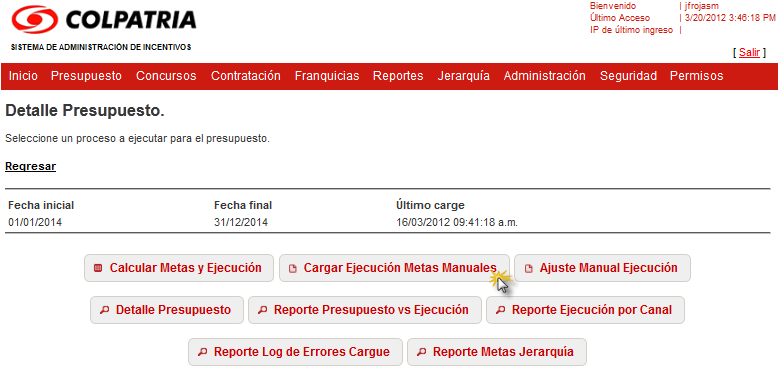 COLPATRIA
SISTEMA DE ADMINISTRACIÓN DE INCENTIVOS
Bienvenido | jfrojasm
Último Acceso | 3/20/2012 3:46:18 PM
IP de último ingreso |
[ Salir ]
Inicio Presupuesto Concursos Contratación Franquicias Reportes Jerarquía Administración Seguridad Permisos
Detalle Presupuesto.
Seleccione un proceso a ejecutar para el presupuesto.
Regresar
Fecha inicial Fecha final Último carge
01/01/2014 31/12/2014 16/03/2012 09:41:18 a.m.
Calcular Metas y Ejecución Cargar Ejecución Metas Manuales Ajuste Manual Ejecución
Detalle Presupuesto Reporte Presupuesto vs Ejecución Reporte Ejecución por Canal
Reporte Log de Errores Cargue Reporte Metas Jerarquía